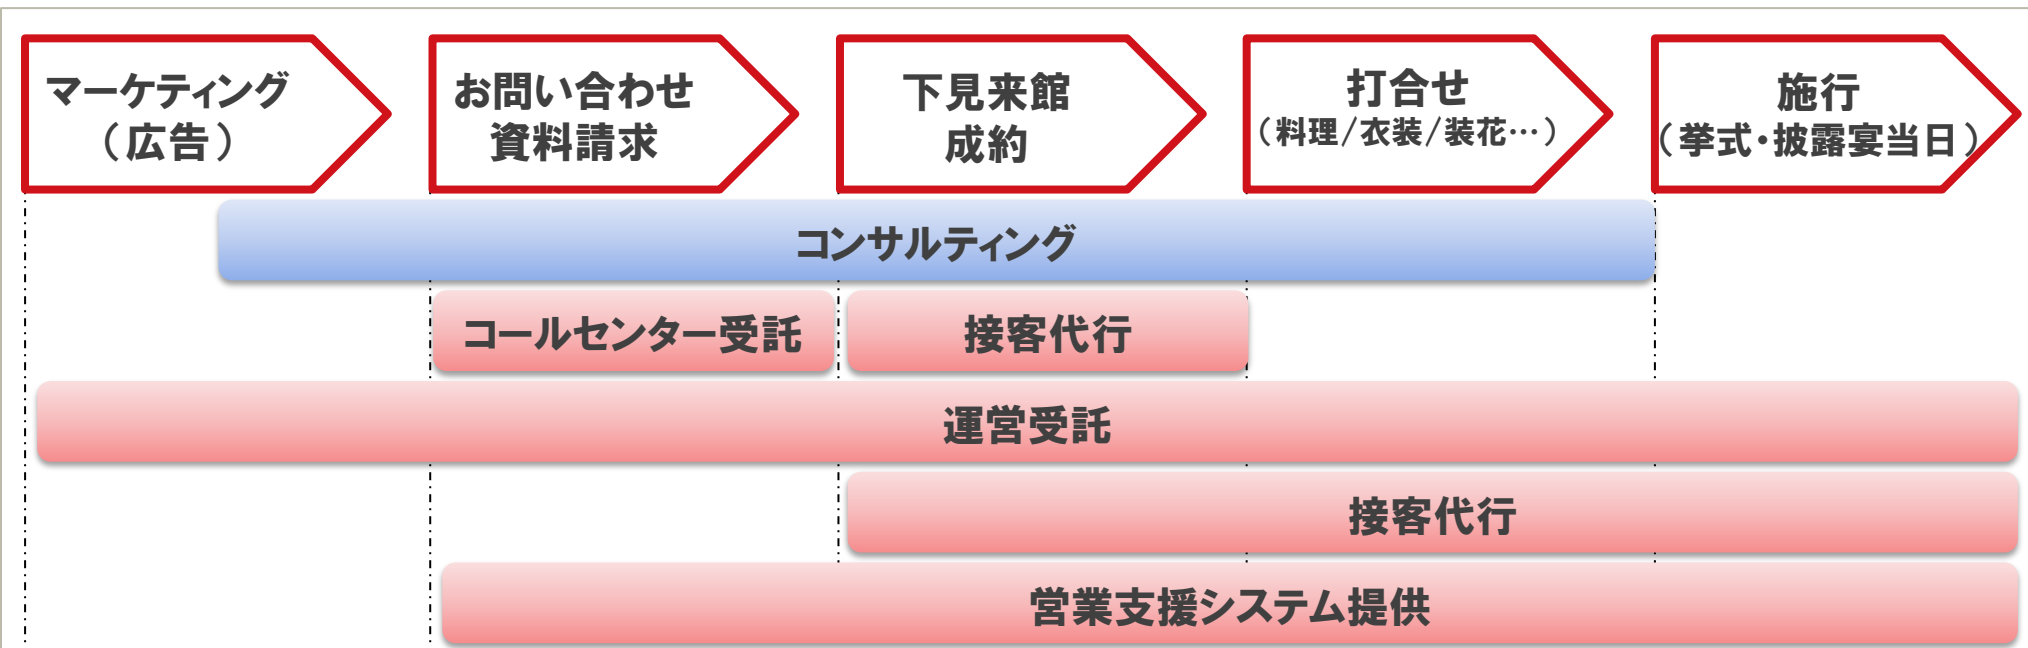 マーケティング
（広告）
お問い合わせ
資料請求
下見来館
成約
打合せ
（料理/衣装/装花…）
施行
（挙式・披露宴当日）
コンサルティング
コールセンター受託
接客代行
運営受託
接客代行
営業支援システム提供